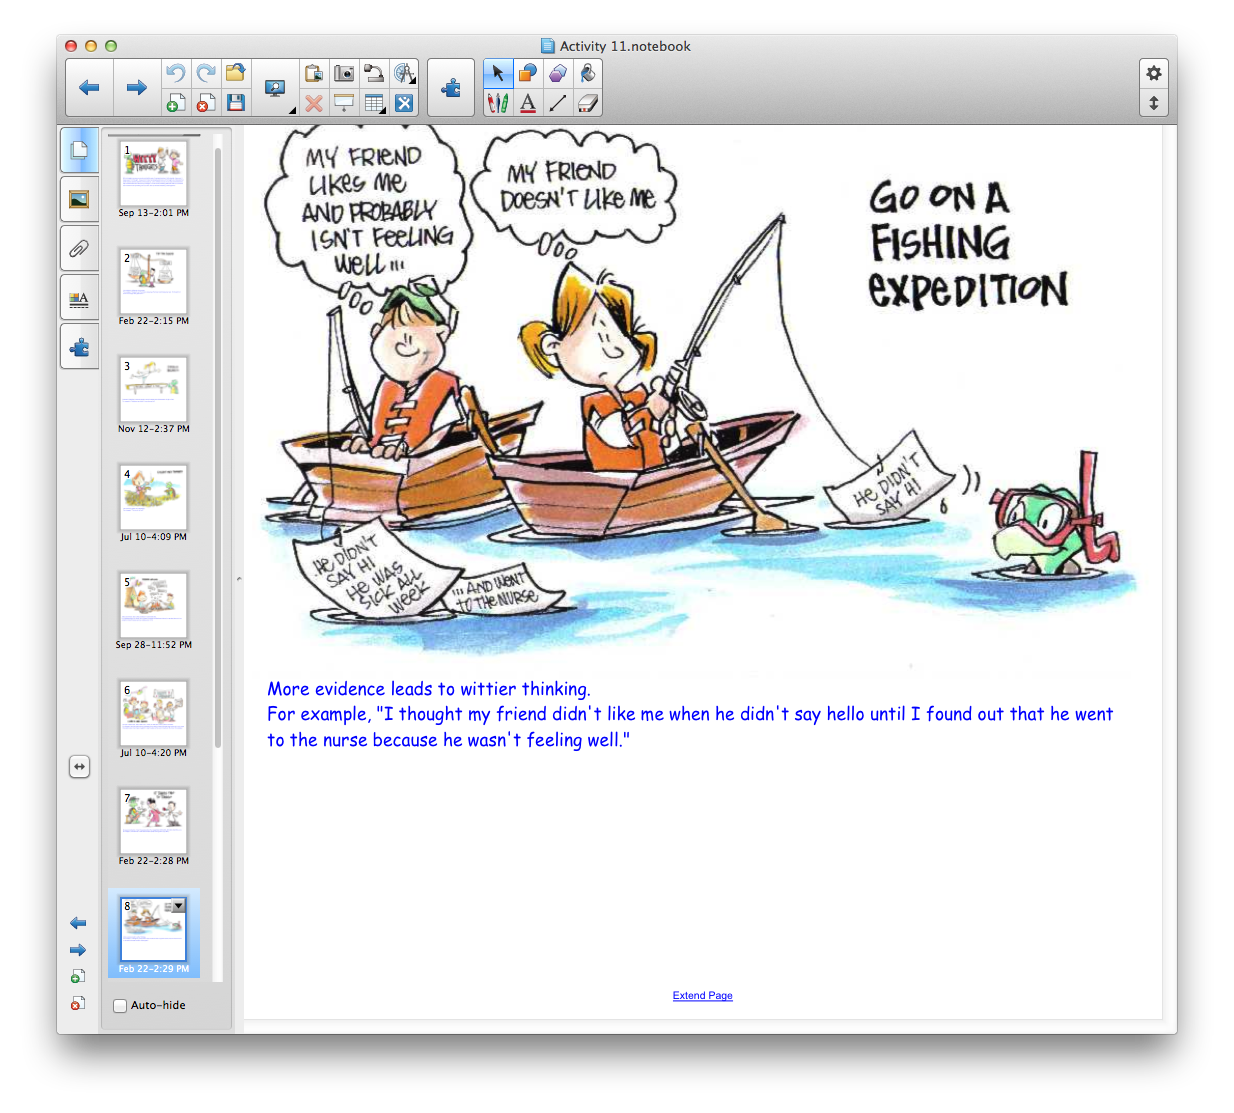 Activity 11.notebook
1
WITTY
Sep 13-2:01 PM
2
Feb 22-2:15 PM
3
Nov 12-2:37 PM
4
Jul 10-4:09 PM
5
Sep 28-11:52 PM
6
Jul 10-4:20 PM
7
Feb 22-2:28 PM
8
Feb 22-2:29 PM
Auto-hide
MY FRIEND
LIKES ME
AND PROBABLY
ISN'T FEELING
WELL...
MY FRIEND
DOESN'T LIKE ME
GO ON A
FISHING
EXPEDITION
HE DIDN'T
SAY HI!
HE DIDN'T
SAY HI
HE WAS
SICK ALL
WEEK
...AND WENT
TO THE NURSE
More evidence leads to wittier thinking.
For example, "I thought my friend didn't like me when he didn't say hello until I found out that he went
to the nurse because he wasn't feeling well."
Extend Page